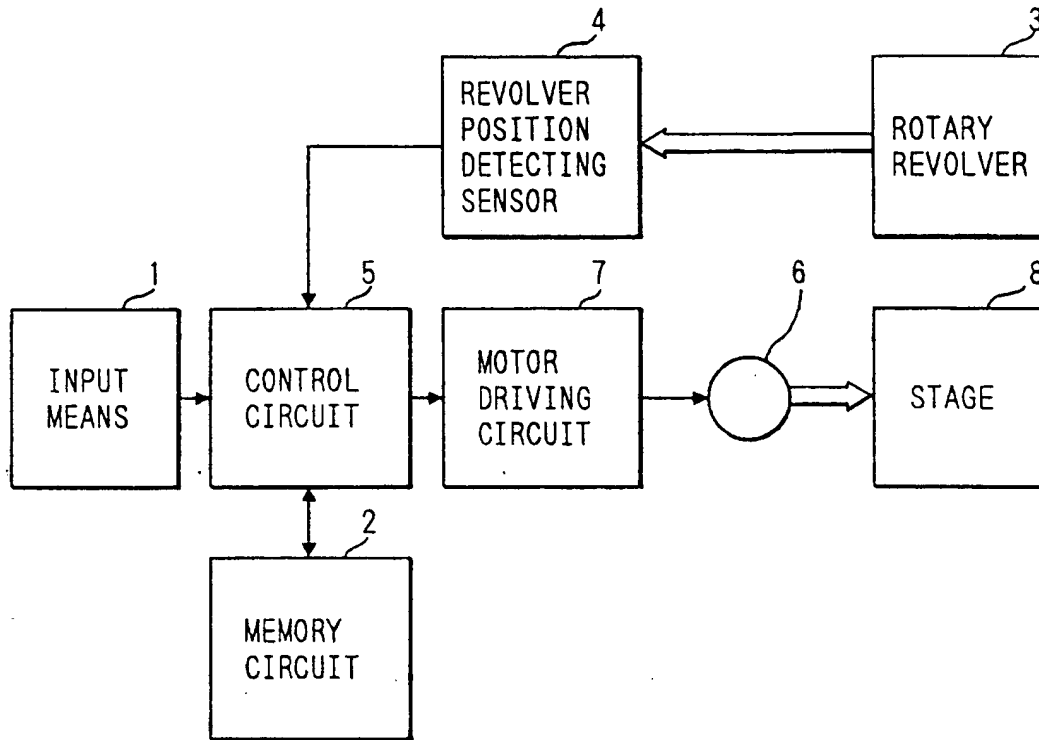 4
3
REVOLVER
POSITION
DETECTING
SENSOR
ROTARY
REVOLVER
1
5
7
6
8
INPUT
MEANS
CONTROL
CIRCUIT
MOTOR
DRIVING
CIRCUIT
STAGE
2
MEMORY
CIRCUIT